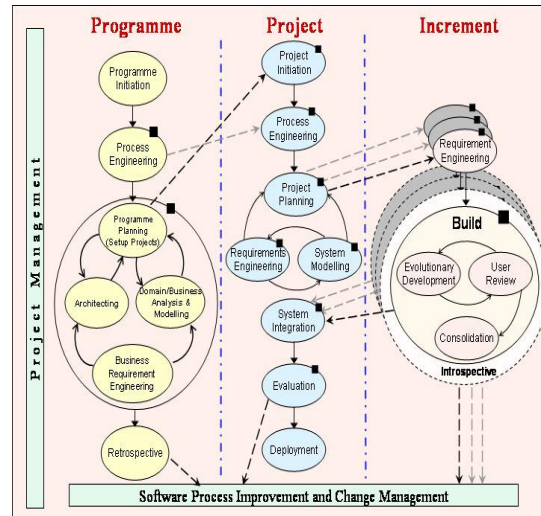 Programme
Project
Increment
Project Management
Programme
Initiation
Process
Engineering
Programme
Planning
(Setup Projects)
Architecting
Domain/Business
Analysis &
Modelling
Business
Requirement
Engineering
Retrospective
Project
Initiation
Process
Engineering
Project
Planning
Requirements
Engineering
System
Modelling
System
Integration
Evaluation
Deployment
Requirement
Engineering
Build
Evolutionary
Development
User
Review
Consolidation
Introspective
Software Process Improvement and Change Management